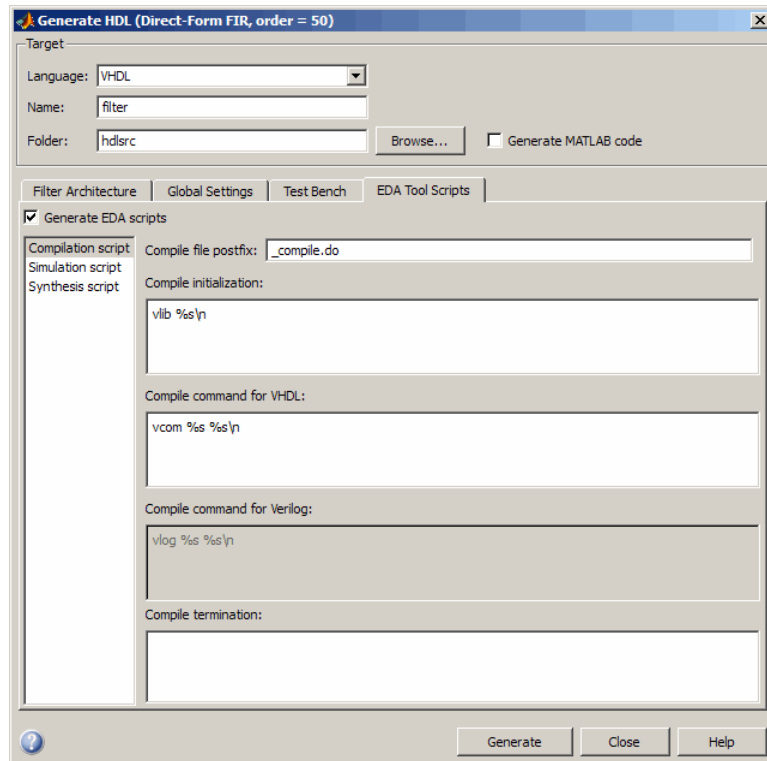 Generate HDL (Direct-Form FIR, order = 50)
Target
Language: VHDL
Name: filter
Folder: hdlsrc Browse... Generate MATLAB code
Filter Architecture Global Settings Test Bench EDA Tool Scripts
Generate EDA scripts
Compilation script
Simulation script
Synthesis script
Compile file postfix: _compile.do
Compile initialization:
vlib %s\n
Compile command for VHDL:
vcom %s %s\n
Compile command for Verilog:
vlog %s %s\n
Compile termination:
Generate Close Help